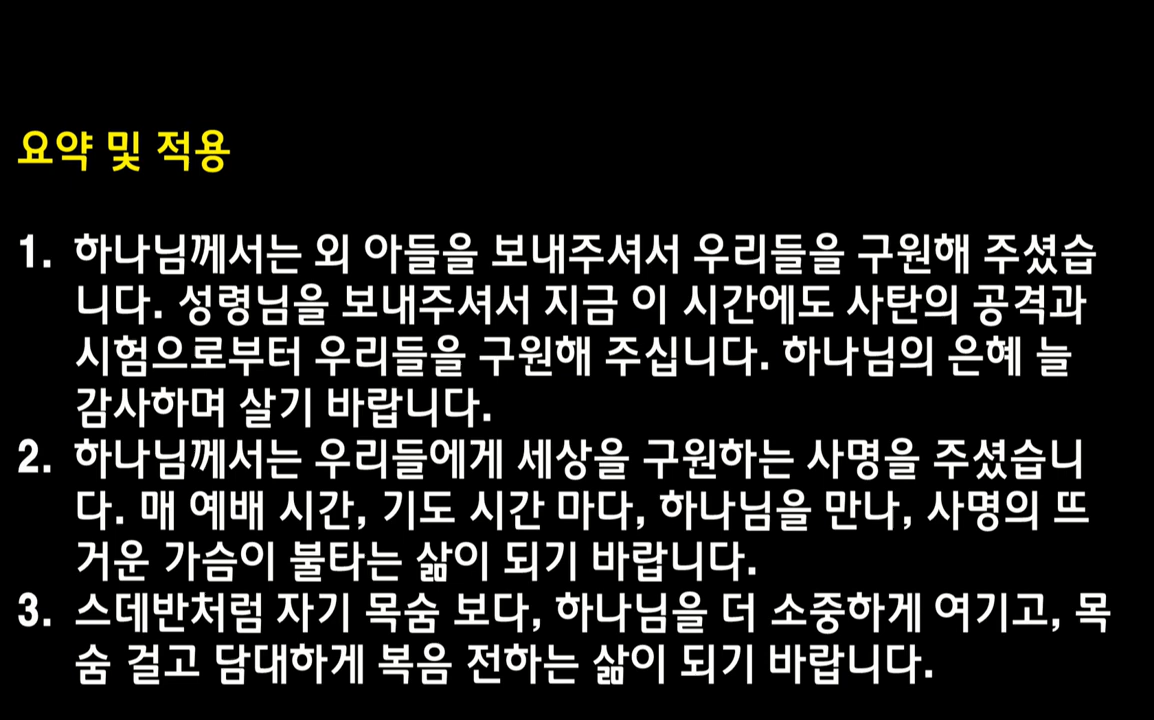 요약 및 적용
1. 하나님께서는 외 아들을 보내주셔서 우리들을 구원해 주셨습
니다. 성령님을 보내주셔서 지금 이 시간에도 사탄의 공격과
시험으로부터 우리들을 구원해 주십니다. 하나님의 은혜 늘
감사하며 살기 바랍니다.
2. 하나님께서는 우리들에게 세상을 구원하는 사명을 주셨습니
다. 매 예배 시간, 기도 시간 마다, 하나님을 만나, 사명의 뜨
거운 가슴이 불타는 삶이 되기 바랍니다.
3. 스데반처럼 자기 목숨 보다, 하나님을 더 소중하게 여기고, 목
숨 걸고 담대하게 복음 전하는 삶이 되기 바랍니다.